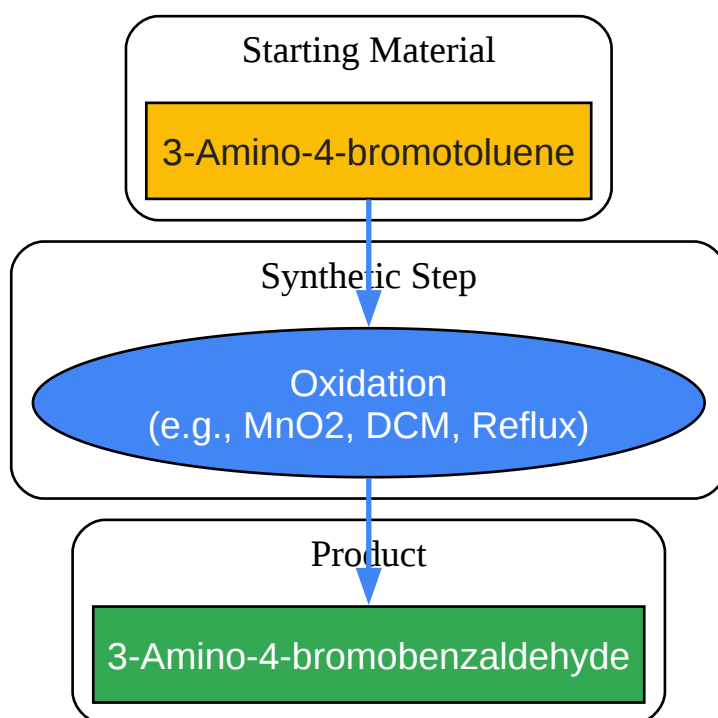 Starting Material
3-Amino-4-bromotoluene
Synthetic Step
Oxidation
(e.g., MnO2, DCM, Reflux)
Product
3-Amino-4-bromobenzaldehyde